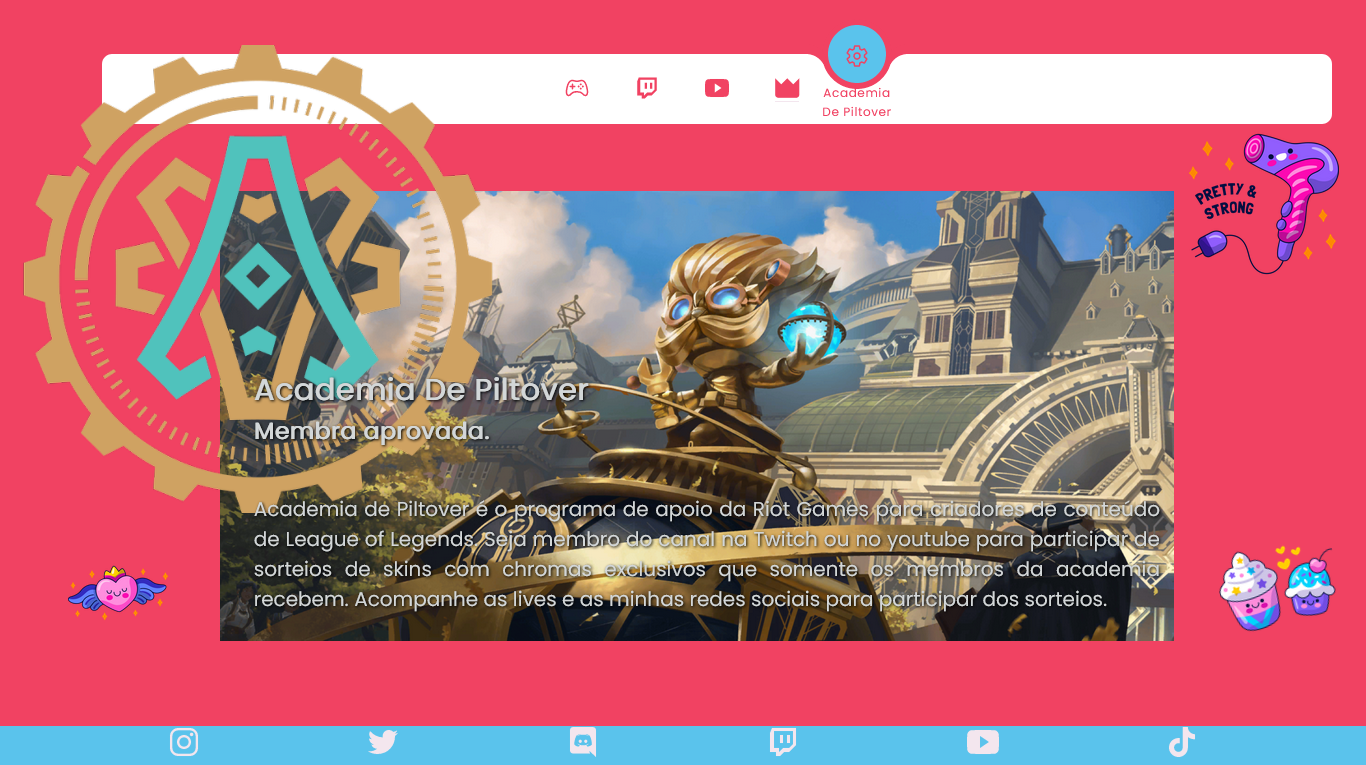 Academia
De Piltover
PRETTY &
STRONG
Academia De Piltover
Membra aprovada.
Academia de Piltover é o programa de apoio da Riot Games para criadores de conteúdo
de League of Legends. Seja membro do canal na Twitch ou no youtube para participar de
sorteios de skins com chromas exclusivos que somente os membros da academia
recebem. Acompanhe as lives e as minhas redes sociais para participar dos sorteios.